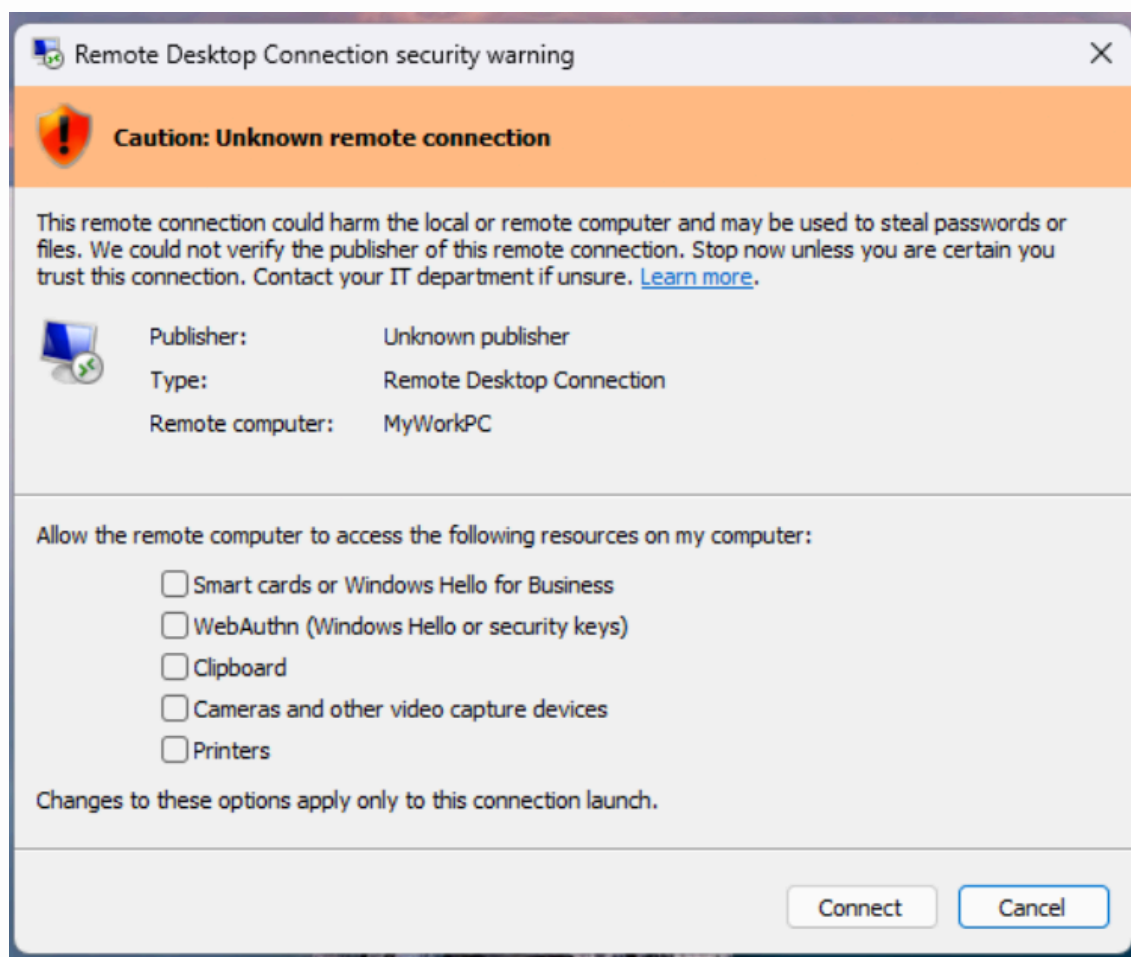 Remote Desktop Connection security warning
Caution: Unknown remote connection
This remote connection could harm the local or remote computer and may be used to steal passwords or
files. We could not verify the publisher of this remote connection. Stop now unless you are certain you
trust this connection. Contact your IT department if unsure. Learn more.
Publisher: Unknown publisher
Type: Remote Desktop Connection
Remote computer: MyWorkPC
Allow the remote computer to access the following resources on my computer:
Smart cards or Windows Hello for Business
WebAuthn (Windows Hello or security keys)
Clipboard
Cameras and other video capture devices
Printers
Changes to these options apply only to this connection launch.
Connect Cancel